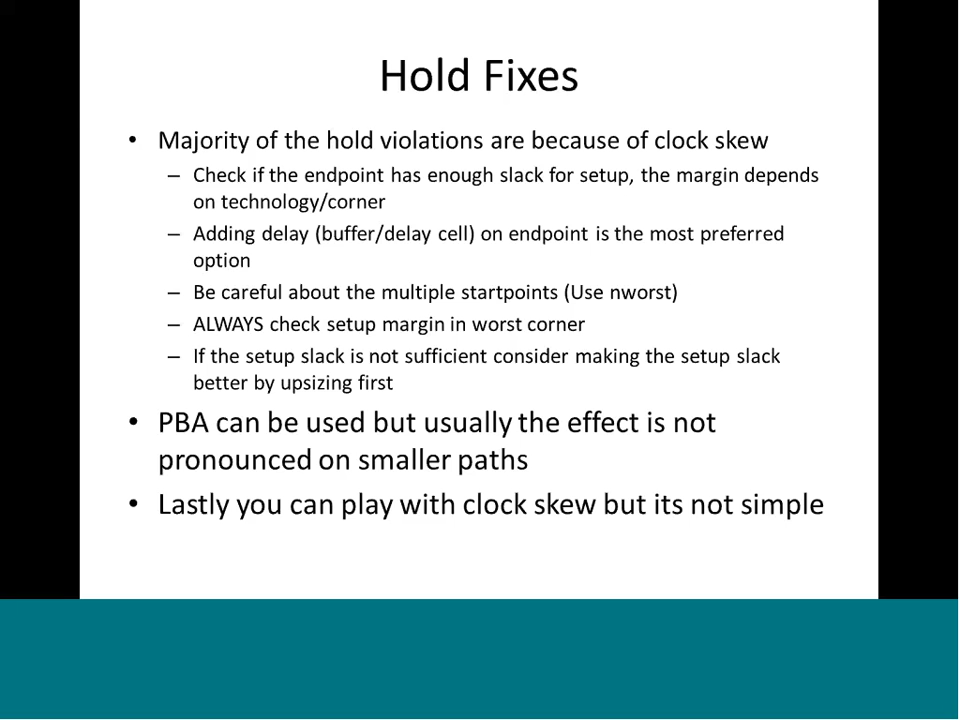 Hold Fixes
• Majority of the hold violations are because of clock skew
– Check if the endpoint has enough slack for setup, the margin depends
on technology/corner
– Adding delay (buffer/delay cell) on endpoint is the most preferred
option
– Be careful about the multiple startpoints (Use nworst)
– ALWAYS check setup margin in worst corner
– If the setup slack is not sufficient consider making the setup slack
better by upsizing first
• PBA can be used but usually the effect is not
pronounced on smaller paths
• Lastly you can play with clock skew but its not simple